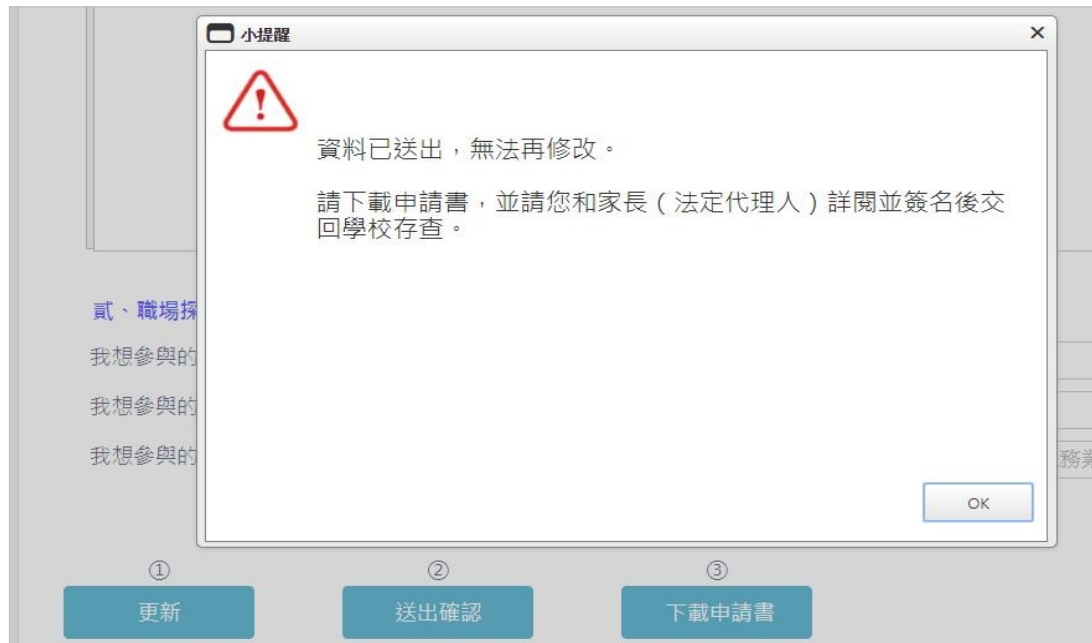 小提醒
資料已送出，無法再修改。
請下載申請書，並請您和家長（法定代理人）詳閱並簽名後交
回學校存查。
OK
貳、職場探
我想參與的
我想參與的
我想參與的
務業
① ② ③
更新 送出確認 下載申請書